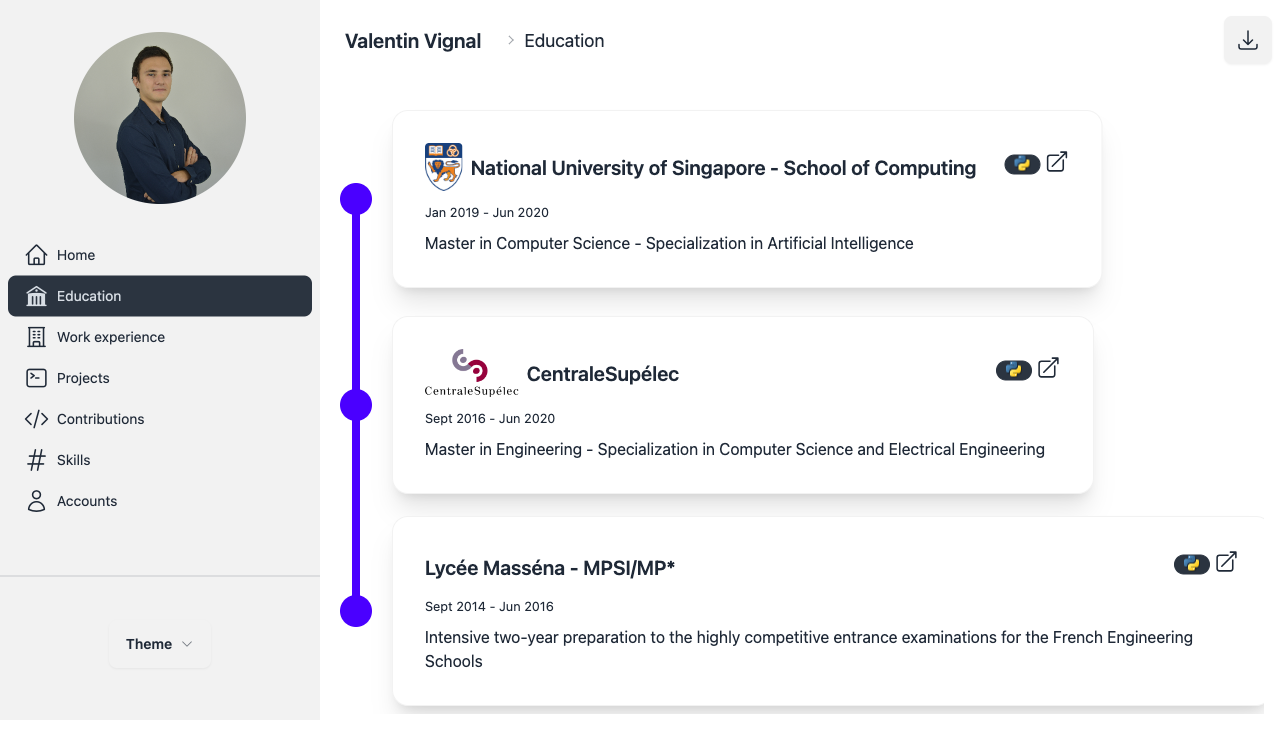 Valentin Vignal
Education
National University of Singapore - School of Computing
Jan 2019 - Jun 2020
Master in Computer Science - Specialization in Artificial Intelligence
Home
Education
Work experience
Projects
Contributions
Skills
Accounts
CentraleSupélec
CentraleSupélec
Sept 2016 - Jun 2020
Master in Engineering - Specialization in Computer Science and Electrical Engineering
Lycée Masséna - MPSI/MP*
Sept 2014 - Jun 2016
Intensive two-year preparation to the highly competitive entrance examinations for the French Engineering
Schools
Theme